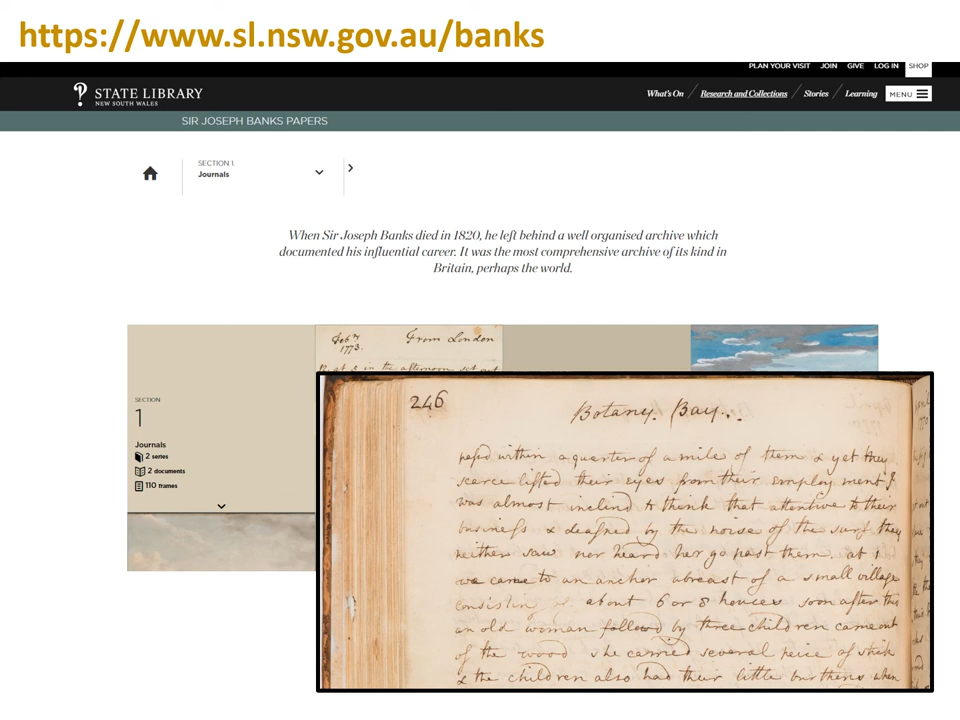 https://www.sl.nsw.gov.au/banks
PLAN YOUR VISIT JOIN GIVE LOG IN SHOP
STATE LIBRARY
NEW SOUTH WALES
What's On / Research and Collections / Stories / Learning MENU
SIR JOSEPH BANKS PAPERS
SECTION 1.
Journals
When Sir Joseph Banks died in 1820, he left behind a well organised archive which
documented his influential career. It was the most comprehensive archive of its kind in
Britain, perhaps the world.
Feb
1773.
From London
12. at 3 in the afternoon set out
SECTION
1
Journals
2 series
2 documents
110 frames
246
Botany Bay..
passd within a quarter of a mile of them & yet they
scarce lifted their eyes from their employment I
was almost inclind to think that attentive to their
business & deafned by the noise of the surf they
neither saw nor heard her go past them. at 1
we came to an anchor abreast of a small village
consisting of about 6 or 8 houses soon after this
an old woman followd by three children came out
of the wood she carried several peice of stick
& the children also had their little burthens when